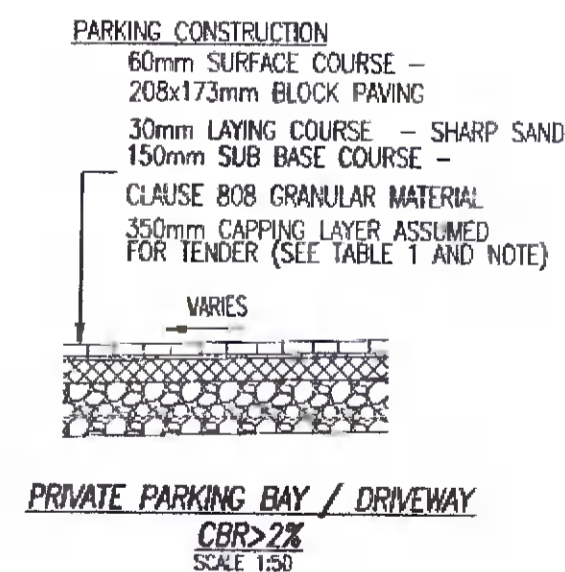 PARKING CONSTRUCTION
60mm SURFACE COURSE –
208x173mm BLOCK PAVING
30mm LAYING COURSE – SHARP SAND
150mm SUB BASE COURSE –
CLAUSE 808 GRANULAR MATERIAL
350mm CAPPING LAYER ASSUMED
FOR TENDER (SEE TABLE 1 AND NOTE)
VARIES
PRIVATE PARKING BAY / DRIVEWAY
CBR>2%
SCALE 1:50